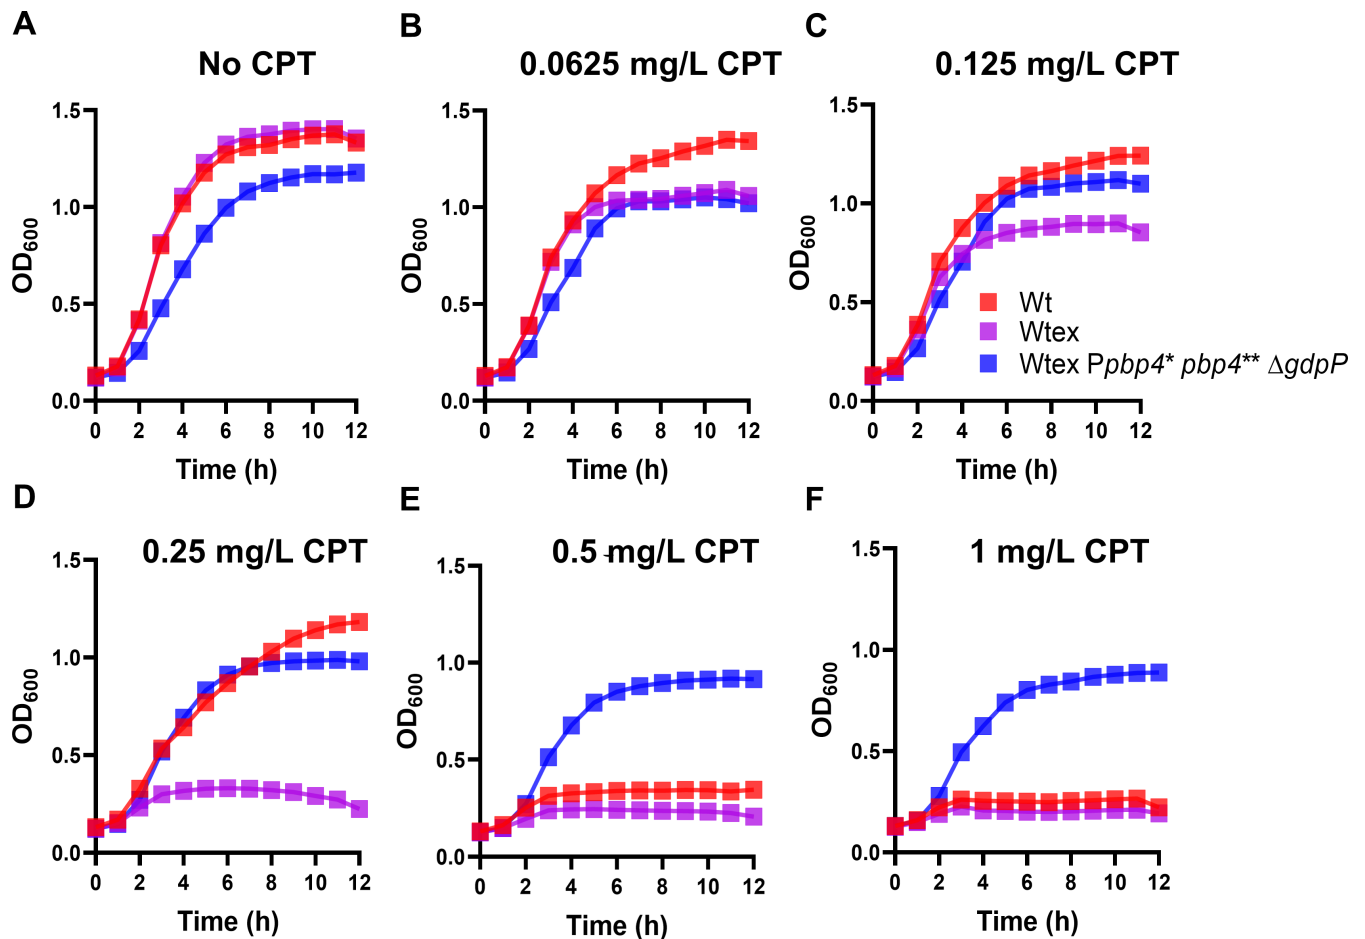 A
No CPT
B
0.0625 mg/L CPT
C
0.125 mg/L CPT
1.5
1.0
0.5
0.0
OD600
0 2 4 6 8 10 12
Time (h)
1.5
1.0
0.5
0.0
OD600
0 2 4 6 8 10 12
Time (h)
1.5
1.0
0.5
0.0
OD600
0 2 4 6 8 10 12
Time (h)
Wt
Wtex
Wtex Ppbp4* pbp4** ΔgdpP
D
0.25 mg/L CPT
E
0.5 mg/L CPT
F
1 mg/L CPT
1.5
1.0
0.5
0.0
OD600
0 2 4 6 8 10 12
Time (h)
1.5
1.0
0.5
0.0
OD600
0 2 4 6 8 10 12
Time (h)
1.5
1.0
0.5
0.0
OD600
0 2 4 6 8 10 12
Time (h)